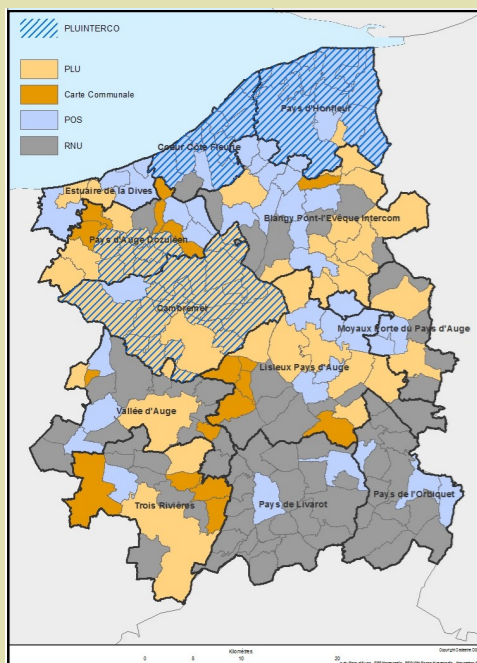 PLUINTERCO
PLU
Carte Communale
POS
RNU
Pays d'Honfleur
Coeur Côte Fleurie
Estuaire de la Dives
Blangy Pont-l'Evêque Intercom
Pays d'Auge Dozuléen
Cambremer
Moyaux Porte du Pays d'Auge
Lisieux Pays d'Auge
Vallée d'Auge
Trois Rivières
Pays de Livarot
Pays de l'Orbiquet
Kilomètres
0 5 10 20